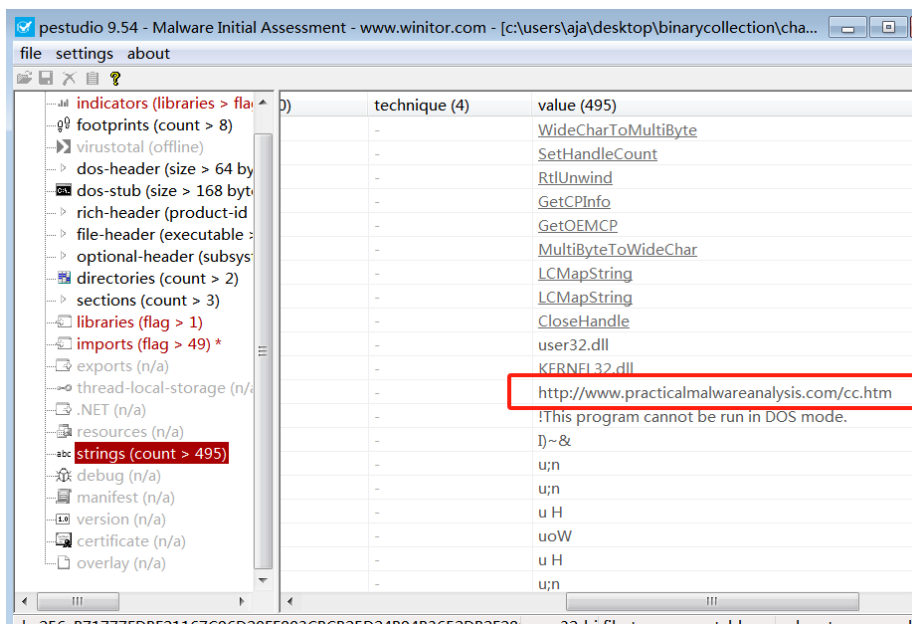 pestudio 9.54 - Malware Initial Assessment - www.winitor.com - [c:\users\aja\desktop\binarycollection\cha...
file settings about
indicators (libraries > fla
footprints (count > 8)
virustotal (offline)
dos-header (size > 64 by
dos-stub (size > 168 byt
rich-header (product-id
file-header (executable >
optional-header (subsys
directories (count > 2)
sections (count > 3)
libraries (flag > 1)
imports (flag > 49) *
exports (n/a)
thread-local-storage (n/a
.NET (n/a)
resources (n/a)
abc strings (count > 495)
debug (n/a)
manifest (n/a)
1.0 version (n/a)
certificate (n/a)
overlay (n/a)
0) technique (4) value (495)
- WideCharToMultiByte
- SetHandleCount
- RtlUnwind
- GetCPInfo
- GetOEMCP
- MultiByteToWideChar
- LCMapString
- LCMapString
- CloseHandle
- user32.dll
- KERNEL32.dll
- http://www.practicalmalwareanalysis.com/cc.htm
- !This program cannot be run in DOS mode.
- I)~&
- u;n
- u;n
- u H
- uoW
- u H
- u;n